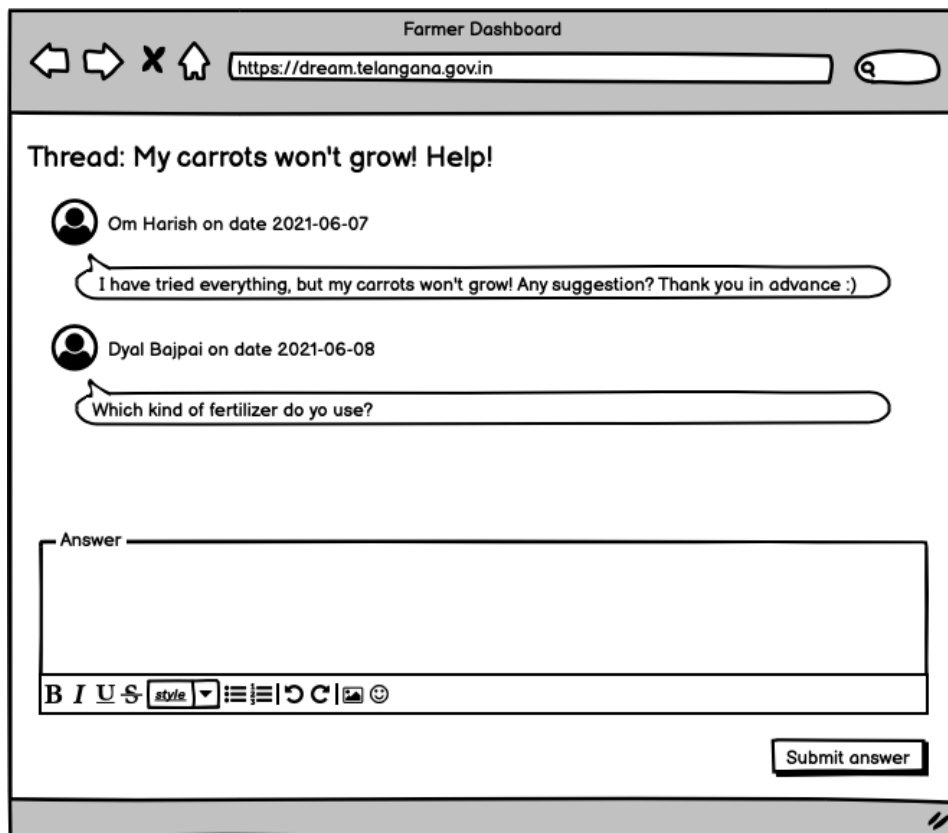 Farmer Dashboard
https://dream.telangana.gov.in
Thread: My carrots won't grow! Help!
Om Harish on date 2021-06-07
I have tried everything, but my carrots won't grow! Any suggestion? Thank you in advance :)
Dyal Bajpai on date 2021-06-08
Which kind of fertilizer do yo use?
Answer
B I U S style
Submit answer